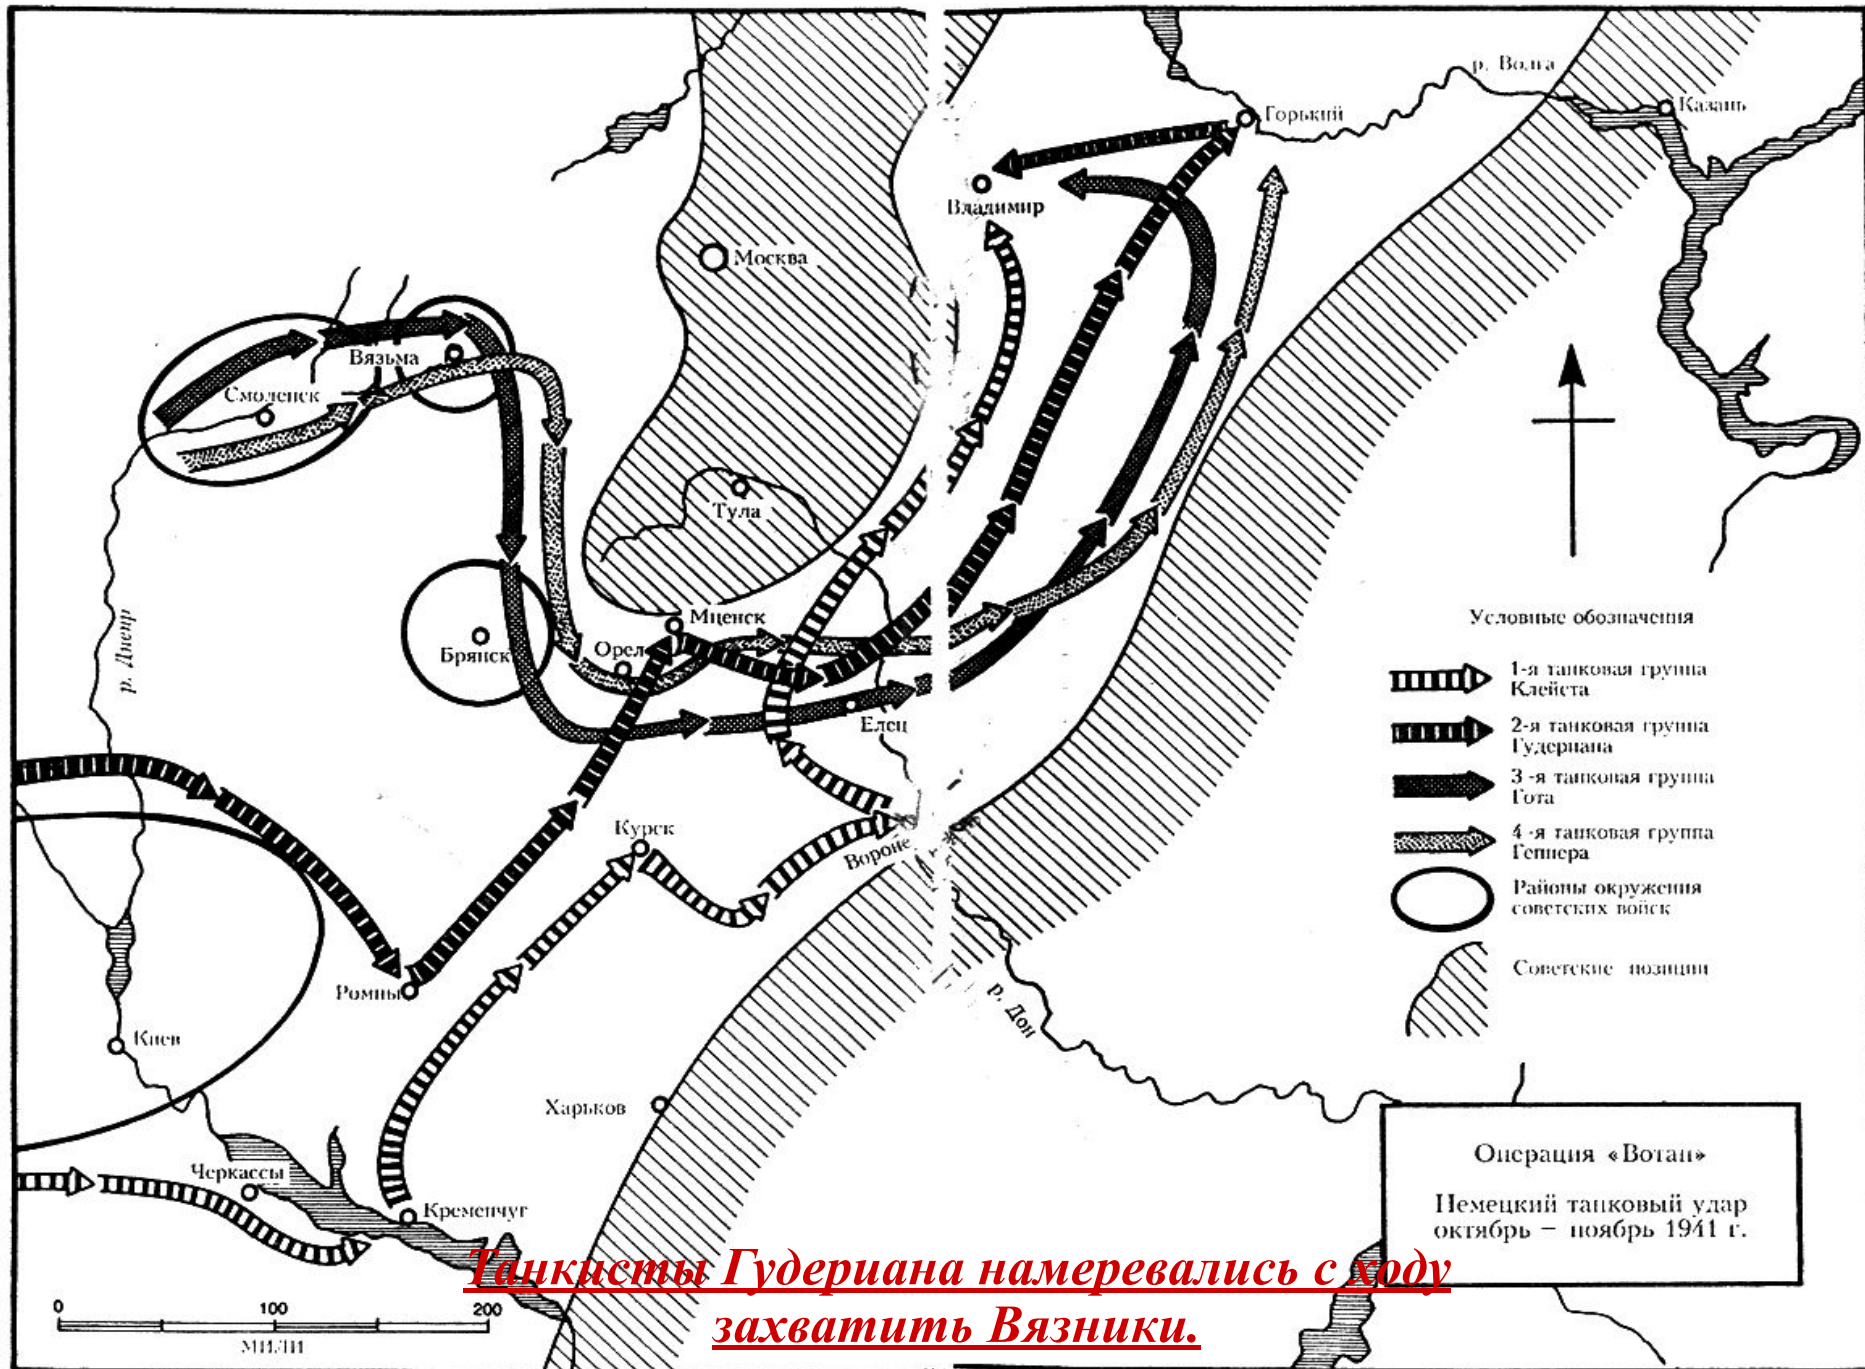 р. Волга
Казань
Горький
Владимир
Москва
Вязьма
Смоленск
Тула
р. Днепр
Мценск
Орел
Брянск
Елец
Курск
Вороне
Ромны
Киев
р. Дон
Харьков
Черкассы
Кременчуг
Условные обозначения
1-я танковая группа
Клейста
2-я танковая группа
Гудериана
3-я танковая группа
Гота
4-я танковая группа
Гепнера
Районы окружения
советских войск
Советские позиции
Операция «Вотан»
Немецкий танковый удар
октябрь – ноябрь 1941 г.
0 100 200
МИЛИ
Танкисты Гудериана намеревались с ходу
захватить Вязники.